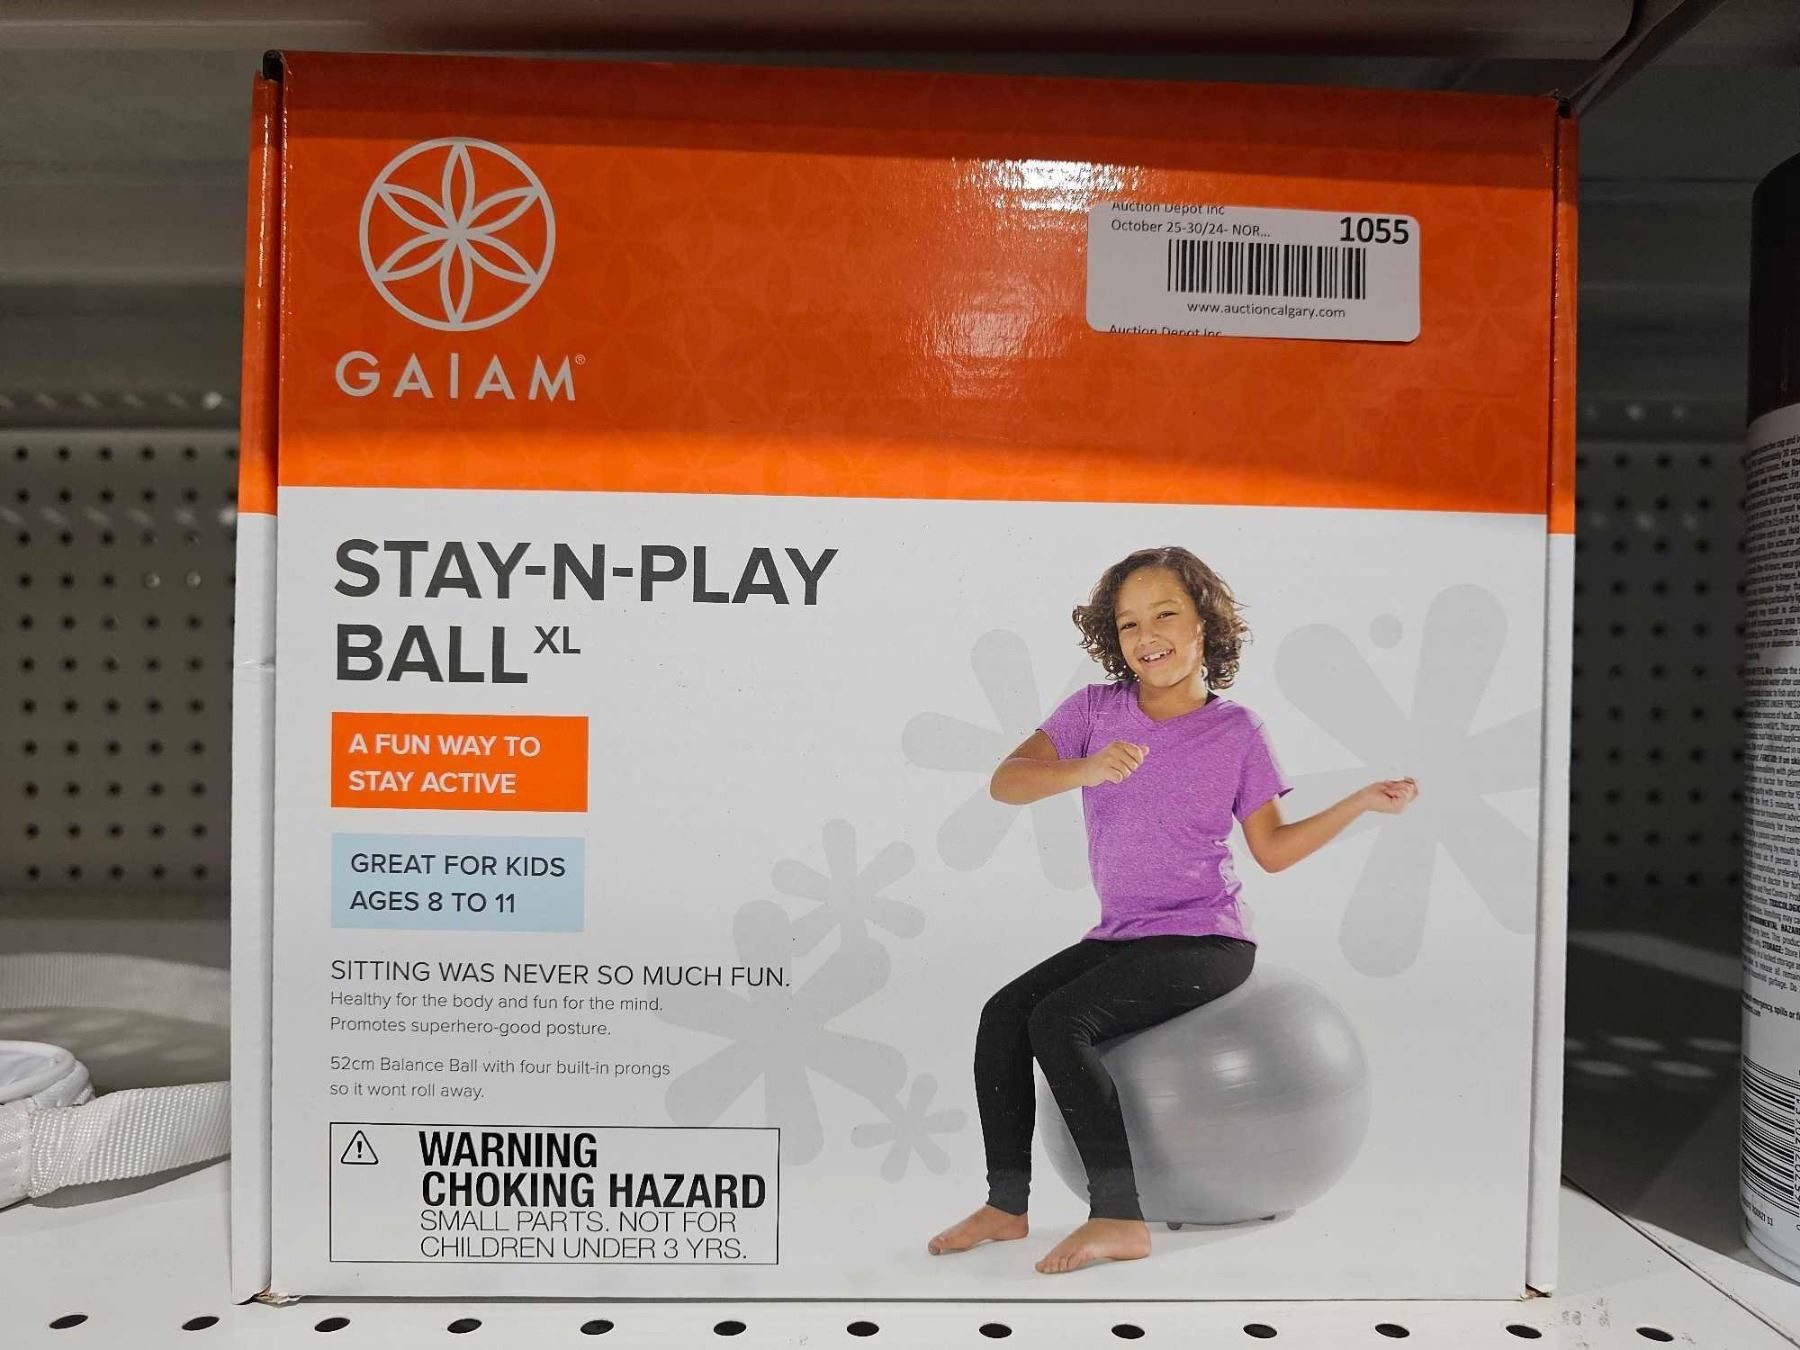 GAIAM®
Auction Depot Inc
October 25-30/24- NOR... 1055
www.auctioncalgary.com
Auction Depot Inc
STAY-N-PLAY
BALL XL
A FUN WAY TO
STAY ACTIVE
GREAT FOR KIDS
AGES 8 TO 11
SITTING WAS NEVER SO MUCH FUN.
Healthy for the body and fun for the mind.
Promotes superhero-good posture.
52cm Balance Ball with four built-in prongs
so it wont roll away.
WARNING
CHOKING HAZARD
SMALL PARTS. NOT FOR
CHILDREN UNDER 3 YRS.